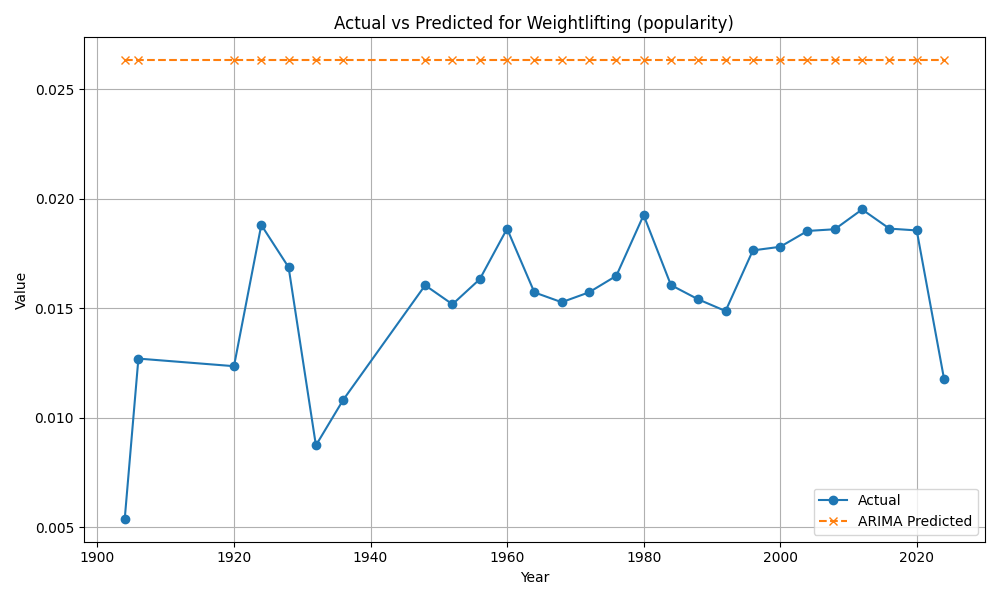 Actual vs Predicted for Weightlifting (popularity)
0.025
0.020
0.015
0.010
0.005
Value
1900 1920 1940 1960 1980 2000 2020
Year
Actual
ARIMA Predicted